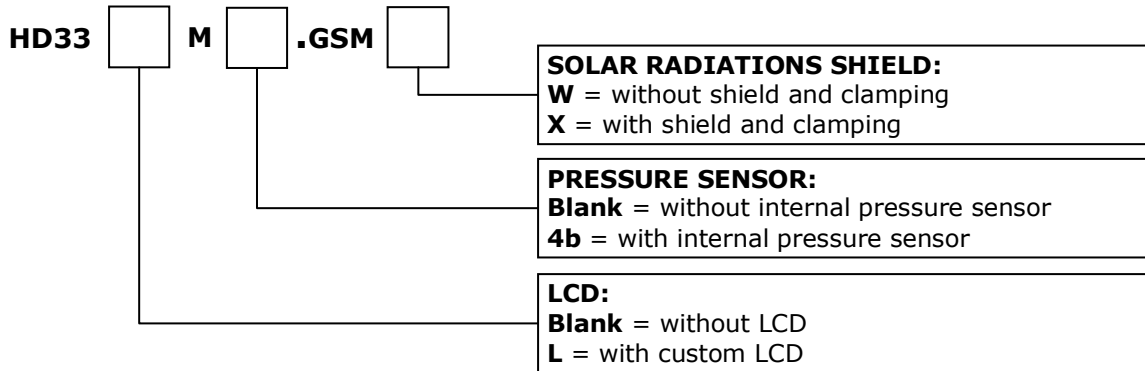 HD33 M .GSM
SOLAR RADIATIONS SHIELD:
W = without shield and clamping
X = with shield and clamping
PRESSURE SENSOR:
Blank = without internal pressure sensor
4b = with internal pressure sensor
LCD:
Blank = without LCD
L = with custom LCD